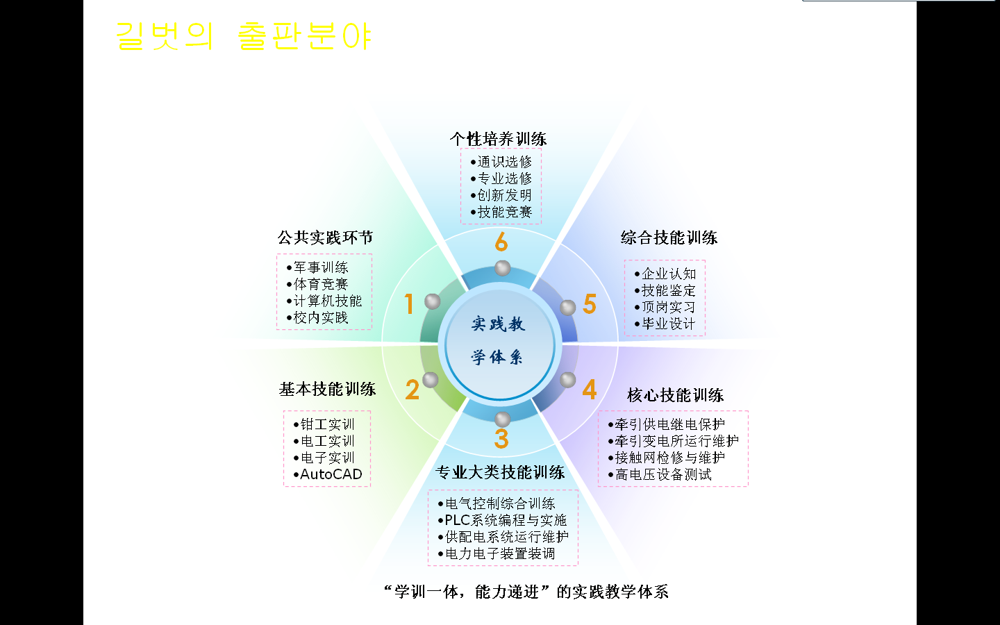 길벗의 출판분야
个性培养训练
•通识选修
•专业选修
•创新发明
•技能竞赛
公共实践环节
•军事训练
•体育竞赛
•计算机技能
•校内实践
综合技能训练
•企业认知
•技能鉴定
•顶岗实习
•毕业设计
6
1
5
实践教
学体系
2
4
3
基本技能训练
•钳工实训
•电工实训
•电子实训
•AutoCAD
核心技能训练
•牵引供电继电保护
•牵引变电所运行维护
•接触网检修与维护
•高电压设备测试
专业大类技能训练
•电气控制综合训练
•PLC系统编程与实施
•供配电系统运行维护
•电力电子装置装调
“学训一体，能力递进”的实践教学体系